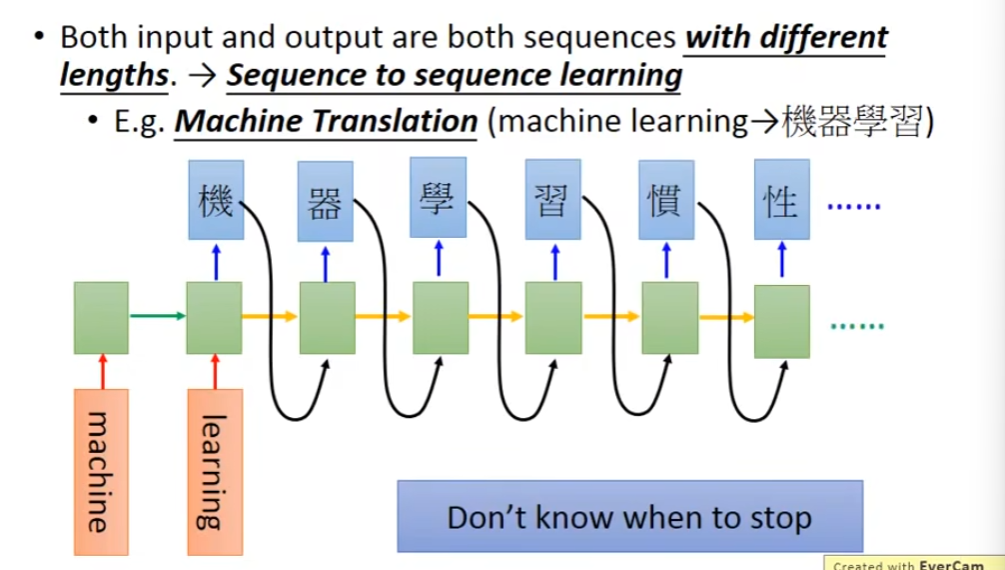 • Both input and output are both sequences with different
lengths. → Sequence to sequence learning
• E.g. Machine Translation (machine learning→機器學習)
機 器 學 習 慣 性 ......
......
machine
learning
Don't know when to stop
Created with EverCam